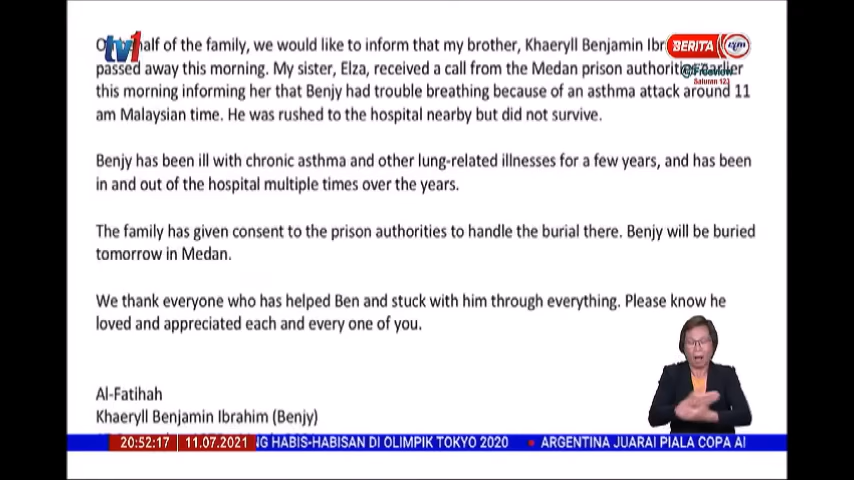 On behalf of the family, we would like to inform that my brother, Khaeryll Benjamin
passed away this morning. My sister, Elza, received a call from the Medan prison authorities earlier
this morning informing her that Benjy had trouble breathing because of an asthma attack around 11
am Malaysian time. He was rushed to the hospital nearby but did not survive.
Benjy has been ill with chronic asthma and other lung-related illnesses for a few years, and has been
in and out of the hospital multiple times over the years.
The family has given consent to the prison authorities to handle the burial there. Benjy will be buried
tomorrow in Medan.
We thank everyone who has helped Ben and stuck with him through everything. Please know he
loved and appreciated each and every one of you.
Al-Fatihah
Khaeryll Benjamin Ibrahim (Benjy)
tv1
BERITA rtm
Saluran 123
20:52:17 11.07.2021 NG HABIS-HABISAN DI OLIMPIK TOKYO 2020 • ARGENTINA JUARAI PIALA COPA